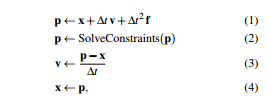 p ← x + Δt v + Δt² f (1)
p ← SolveConstraints(p) (2)
v ← (p − x) / Δt (3)
x ← p, (4)